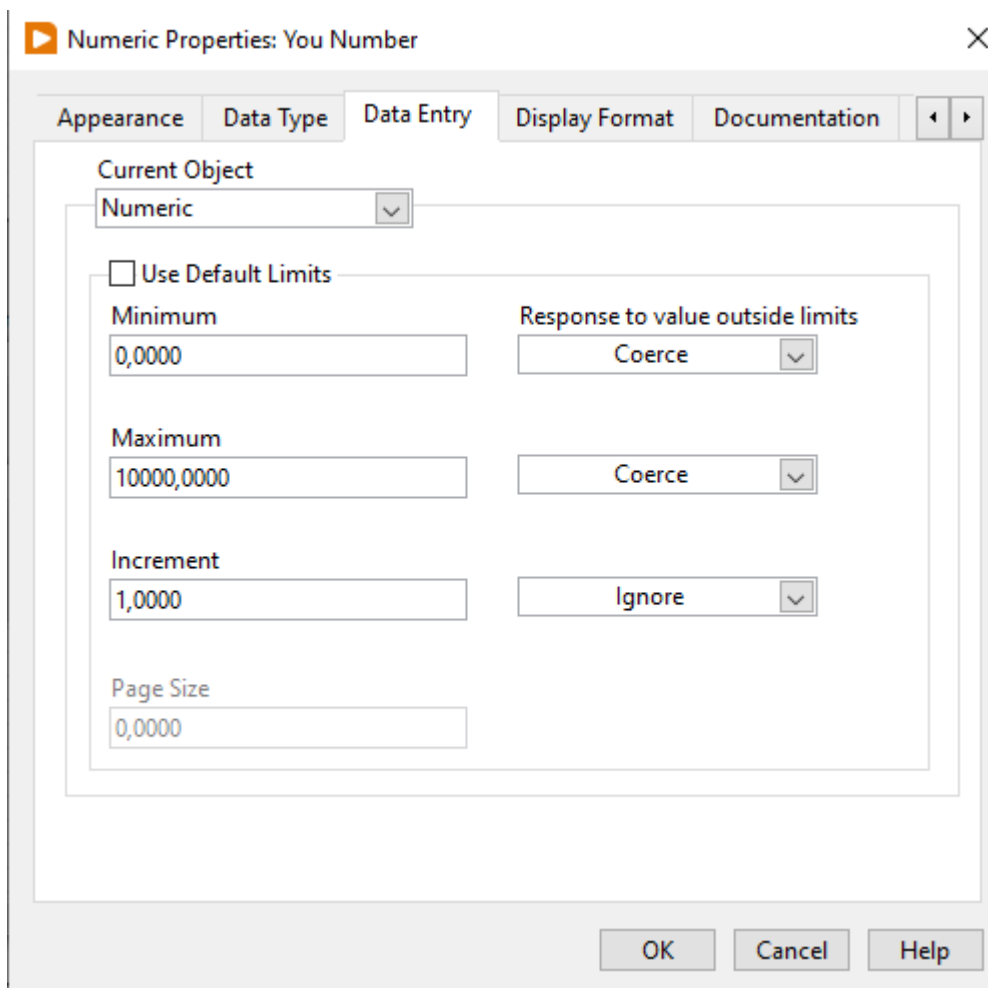 Numeric Properties: You Number
Appearance Data Type Data Entry Display Format Documentation
Current Object
Numeric
Use Default Limits
Minimum Response to value outside limits
0,0000 Coerce
Maximum
10000,0000 Coerce
Increment
1,0000 Ignore
Page Size
0,0000
OK Cancel Help